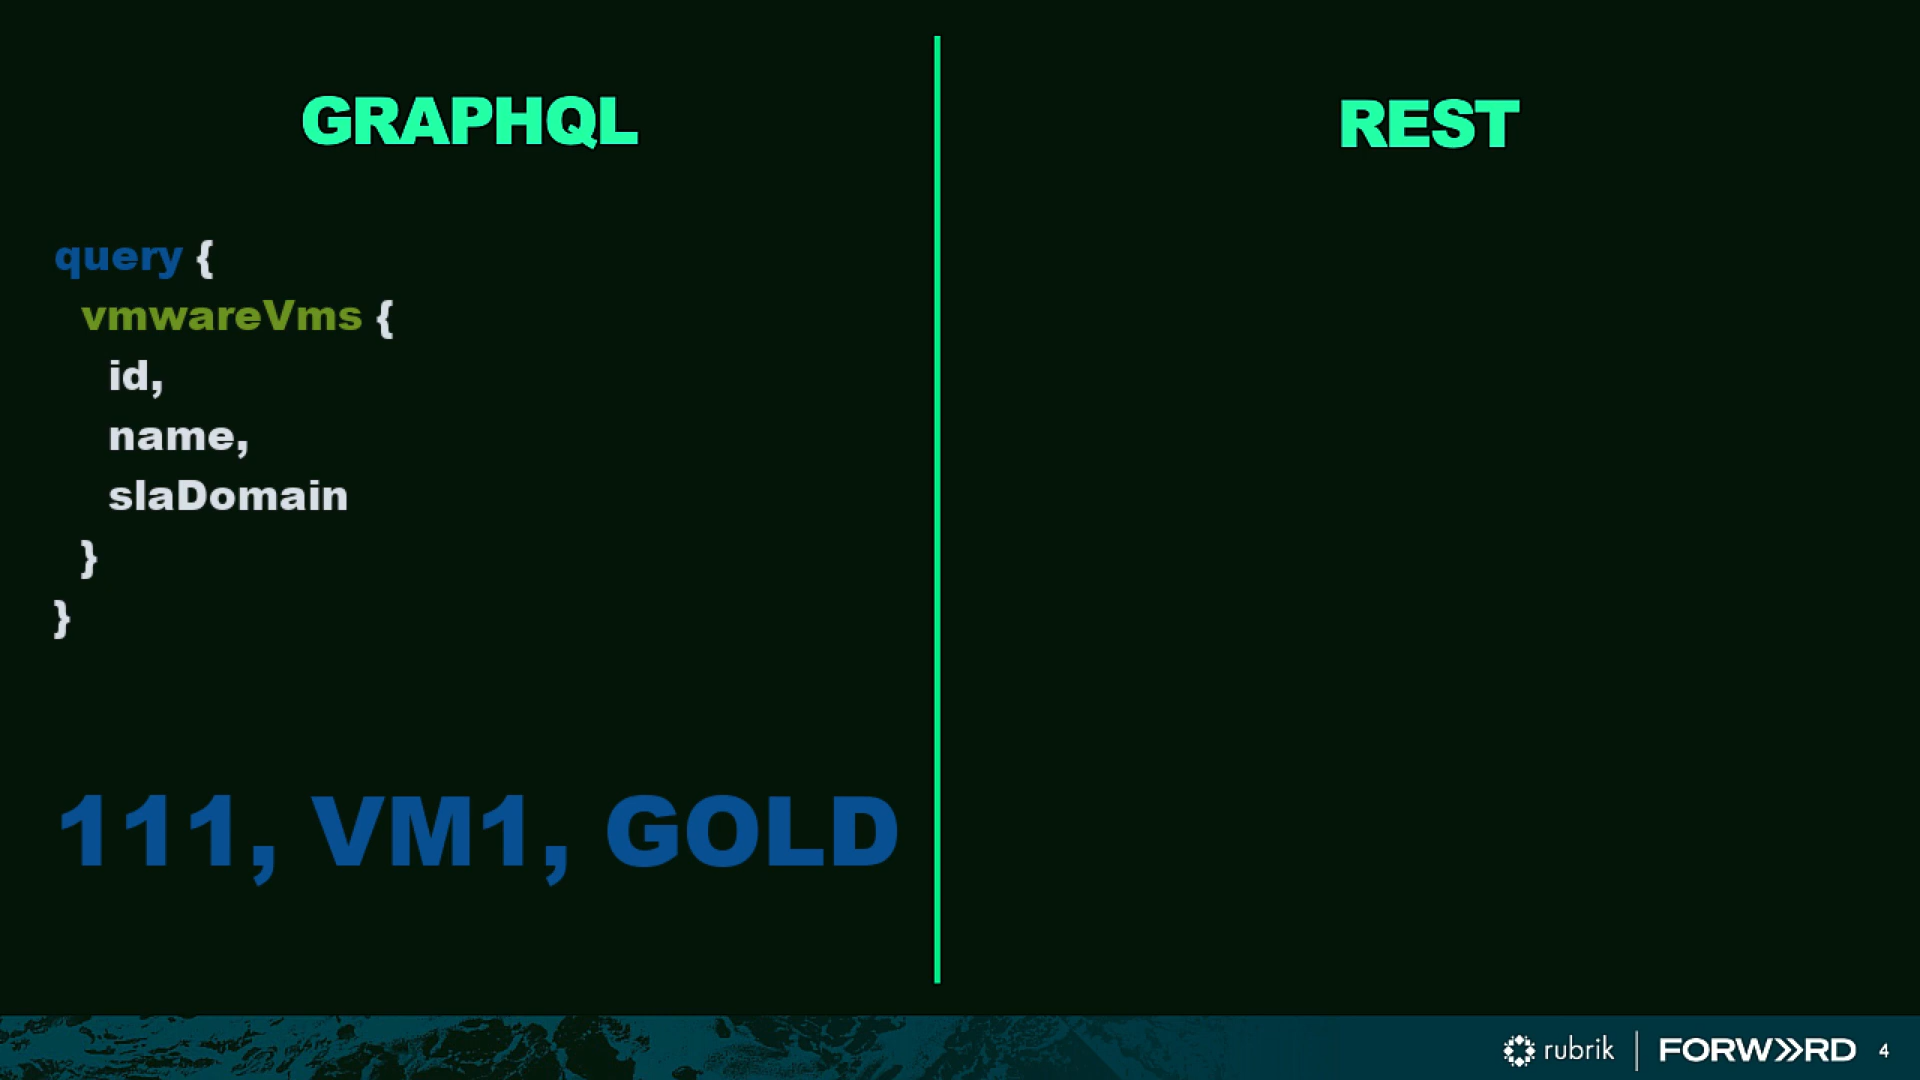 GRAPHQL
query {
vmwareVms {
id,
name,
slaDomain
}
}
111, VM1, GOLD
REST
rubrik | FORW>>RD 4